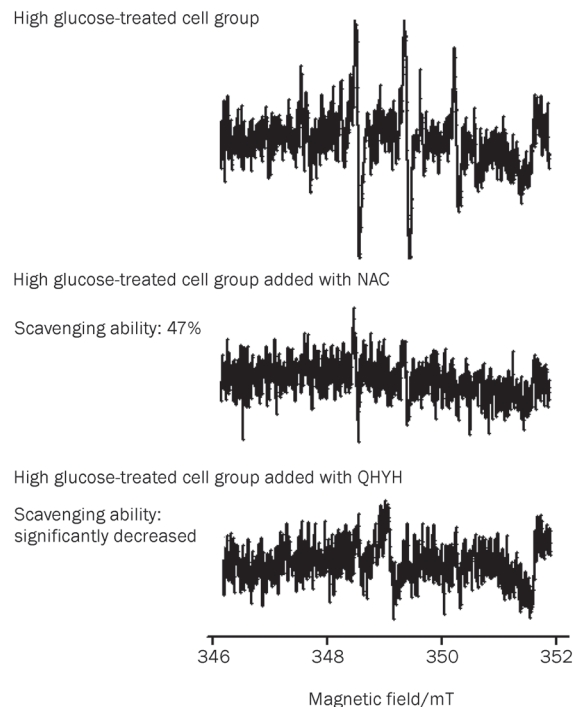 High glucose-treated cell group
High glucose-treated cell group added with NAC
Scavenging ability: 47%
High glucose-treated cell group added with QHYH
Scavenging ability:
significantly decreased
346 348 350 352
Magnetic field/mT